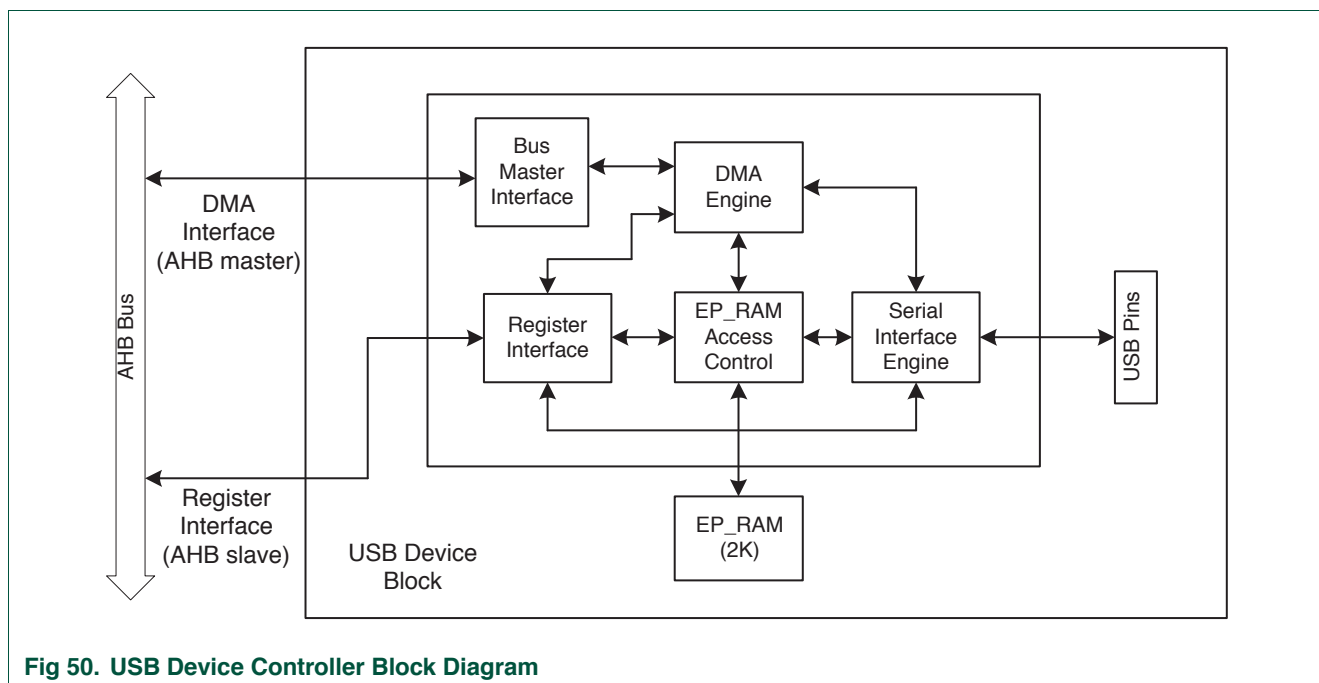 AHB Bus
DMA
Interface
(AHB master)
Register
Interface
(AHB slave)
Bus
Master
Interface
DMA
Engine
Register
Interface
EP_RAM
Access
Control
Serial
Interface
Engine
USB Pins
EP_RAM
(2K)
USB Device
Block
Fig 50. USB Device Controller Block Diagram